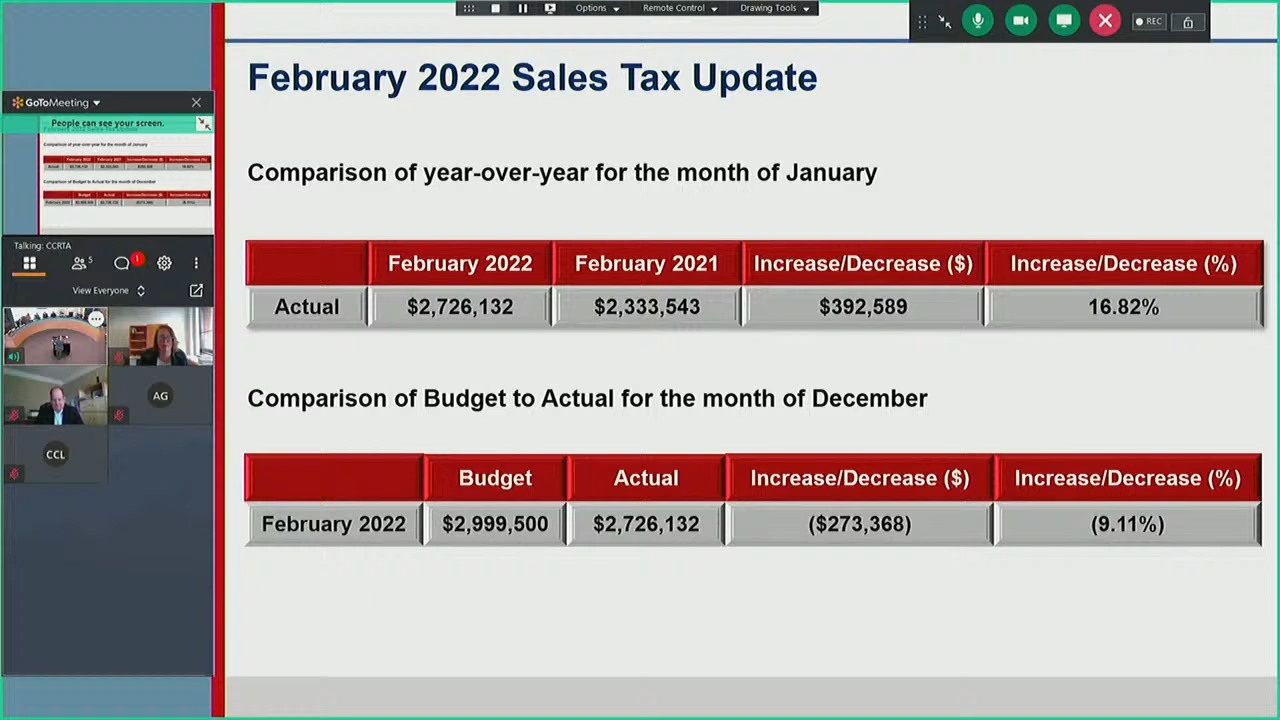 Options
Remote Control
Drawing Tools
REC
February 2022 Sales Tax Update
GoToMeeting
People can see your screen.
Comparison of year-over-year for the month of January
February 2022 February 2021 Increase/Decrease ($) Increase/Decrease (%)
Actual $2,726,132 $2,333,543 $392,589 16.82%
Comparison of Budget to Actual for the month of December
Budget Actual Increase/Decrease ($) Increase/Decrease (%)
February 2022 $2,999,500 $2,726,132 ($273,368) (9.11%)
Talking: CCRTA
5
1
View Everyone
AG
CCL